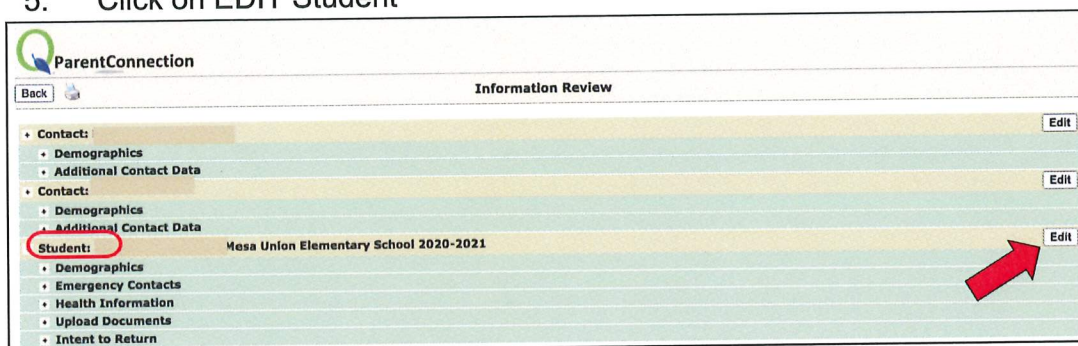 5. Click on EDIT Student
ParentConnection
Back Information Review
Contact: Edit
Demographics
Additional Contact Data
Contact: Edit
Demographics
Additional Contact Data
Student: Mesa Union Elementary School 2020-2021 Edit
Demographics
Emergency Contacts
Health Information
Upload Documents
Intent to Return